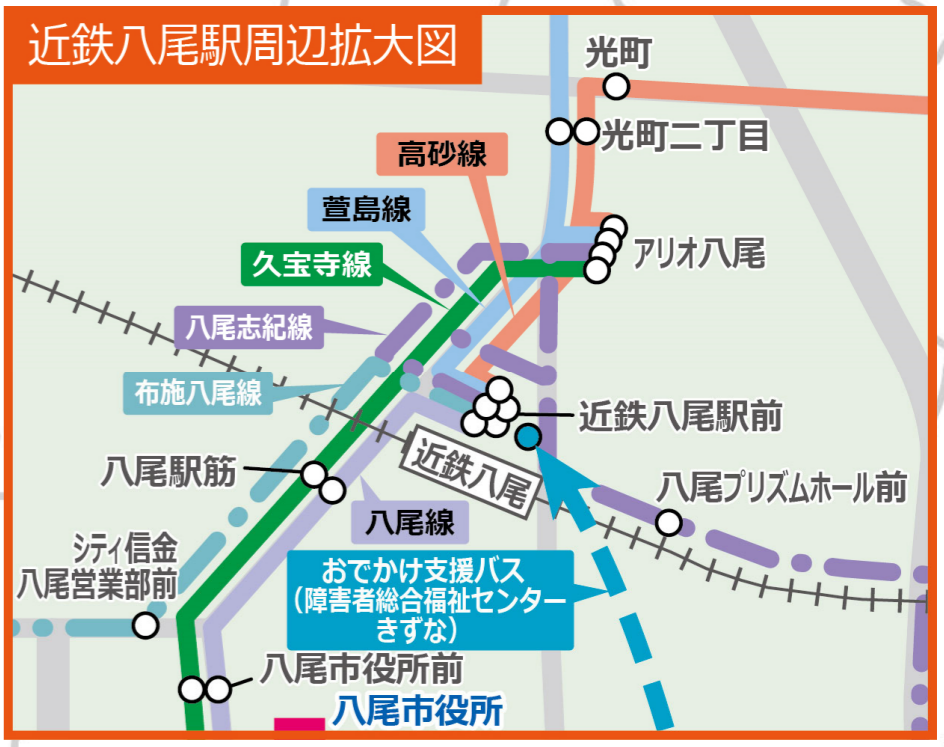 近鉄八尾駅周辺拡大図
光町
光町二丁目
高砂線
萱島線
アリオ八尾
久宝寺線
八尾志紀線
布施八尾線
近鉄八尾駅前
八尾駅筋
近鉄八尾
八尾プリズムホール前
八尾線
シティ信金
八尾営業部前
おでかけ支援バス
(障害者総合福祉センター
きずな)
八尾市役所前
八尾市役所